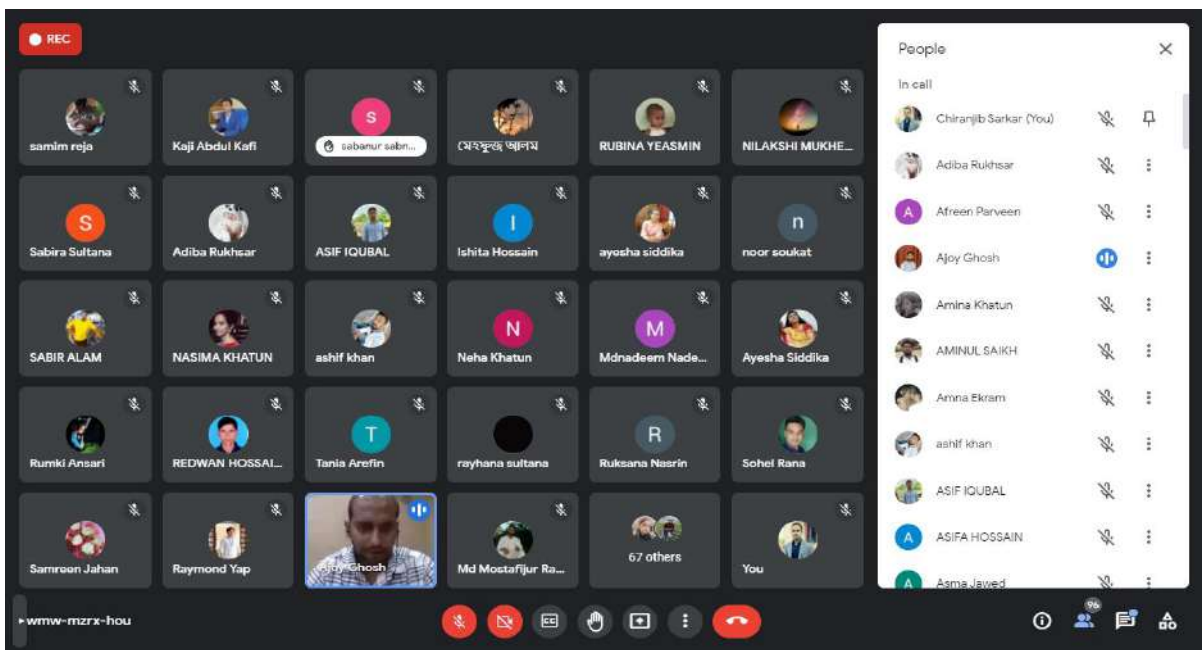 REC
samim reja
Kaji Abdul Kafi
S
sabanur sabn...
মেহফুজ আলম
RUBINA YEASMIN
NILAKSHI MUKHE...
S
Sabira Sultana
Adiba Rukhsar
ASIF IQUBAL
I
Ishita Hossain
ayesha siddika
n
noor soukat
SABIR ALAM
NASIMA KHATUN
ashif khan
N
Neha Khatun
M
Mdnadeem Nade...
Ayesha Siddika
Rumki Ansari
REDWAN HOSSAI...
T
Tania Arefin
rayhana sultana
R
Ruksana Nasrin
Sohel Rana
Samreen Jahan
Raymond Yap
Ajoy Ghosh
Md Mostafijur Ra...
67 others
You
wmw-mzrx-hou
CC
96
People
In call
Chiranjib Sarkar (You)
Adiba Rukhsar
A
Afreen Parveen
Ajoy Ghosh
Amina Khatun
AMINUL SAIKH
Amna Ekram
ashif khan
ASIF IQUBAL
A
ASIFA HOSSAIN
A
Asma Jawed